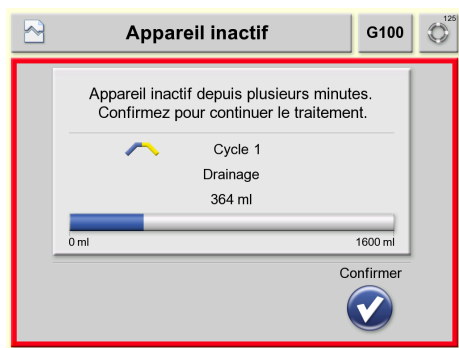 Appareil inactif
G100
125
Appareil inactif depuis plusieurs minutes.
Confirmez pour continuer le traitement.
Cycle 1
Drainage
364 ml
0 ml
1600 ml
Confirmer